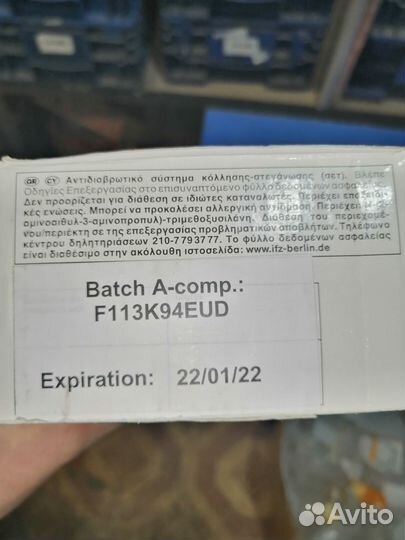 GR CY Αντιδιαβρωτικό σύστημα κόλλησης-στεγάνωσης (σετ). Βλέπε
Οδηγίες Επεξεργασίας στο επισυναπτόμενο φύλλο δεδομένων ασφαλείας.
Δεν προορίζεται για διάθεση σε ιδιώτες καταναλωτές. Περιέχει εποξειδι-
κές ενώσεις. Μπορεί να προκαλέσει αλλεργική αντίδραση. Περιέχει
αμινοαιθυλ-3-αμινοπροπυλ)-τριμεθοξυσιλάνη. Διάθεση του περιεχομέ-
νου/περιέκτη σε της επεξεργασίας προβληματικών αποβλήτων. Τηλέφωνο
κέντρου δηλητηριάσεων 210-7793777. Το φύλλο δεδομένων ασφαλείας
είναι διαθέσιμο στην ακόλουθη ιστοσελίδα: www.ifz-berlin.de.
Batch A-comp.:
F113K94EUD
Expiration: 22/01/22
Avito